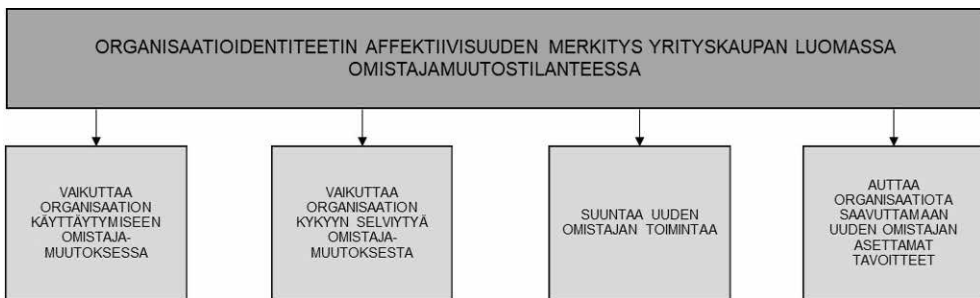 ORGANISAATIOIDENTITEETIN AFFEKTIIVISUUDEN MERKITYS YRITYSKAUPAN LUOMASSA
OMISTAJAMUUTOSTILANTEESSA
VAIKUTTAA
ORGANISAATION
KÄYTTÄYTYMISEEN
OMISTAJA-
MUUTOKSESSA
VAIKUTTAA
ORGANISAATION
KYKYYN SELVIYTYÄ
OMISTAJA-
MUUTOKSESTA
SUUNTAA UUDEN
OMISTAJAN TOIMINTAA
AUTTAA
ORGANISAATIOTA
SAAVUTTAMAAN
UUDEN OMISTAJAN
ASETTAMAT
TAVOITTEET